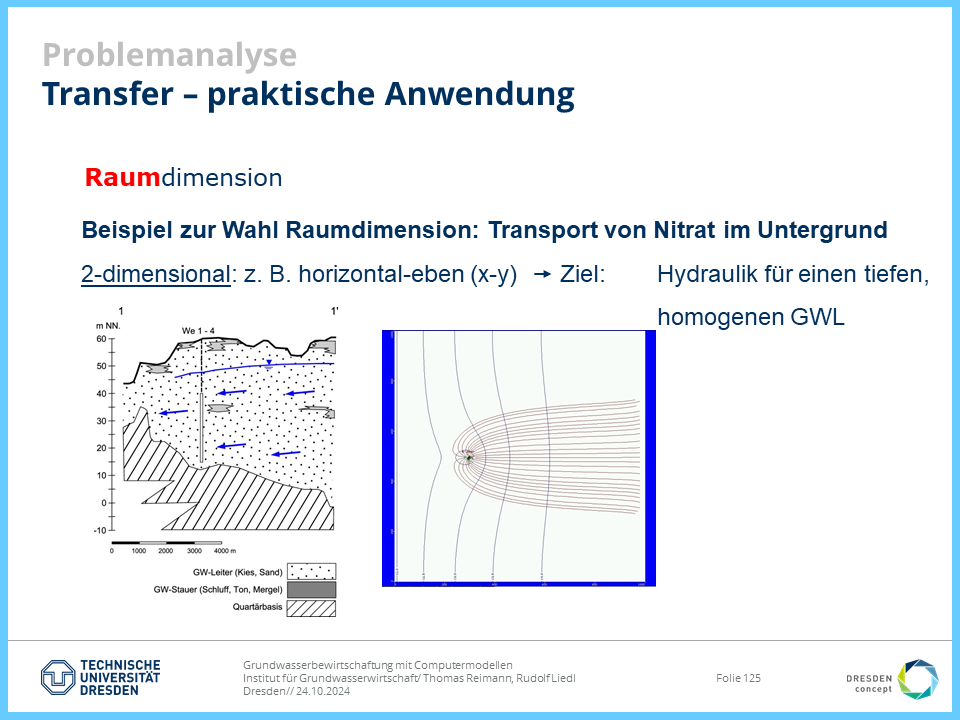 Problemanalyse
Transfer – praktische Anwendung
Raumdimension
Beispiel zur Wahl Raumdimension: Transport von Nitrat im Untergrund
2-dimensional: z. B. horizontal-eben (x-y) → Ziel: Hydraulik für einen tiefen,
homogenen GWL
1 1'
m NN.
We 1 - 4
60
50
40
30
20
10
0
-10
0 1000 2000 3000 4000 m
GW-Leiter (Kies, Sand)
GW-Stauer (Schluff, Ton, Mergel)
Quartärbasis
TECHNISCHE
UNIVERSITÄT
DRESDEN
Grundwasserbewirtschaftung mit Computermodellen
Institut für Grundwasserwirtschaft/ Thomas Reimann, Rudolf Liedl
Dresden// 24.10.2024
Folie 125
DRESDEN
concept